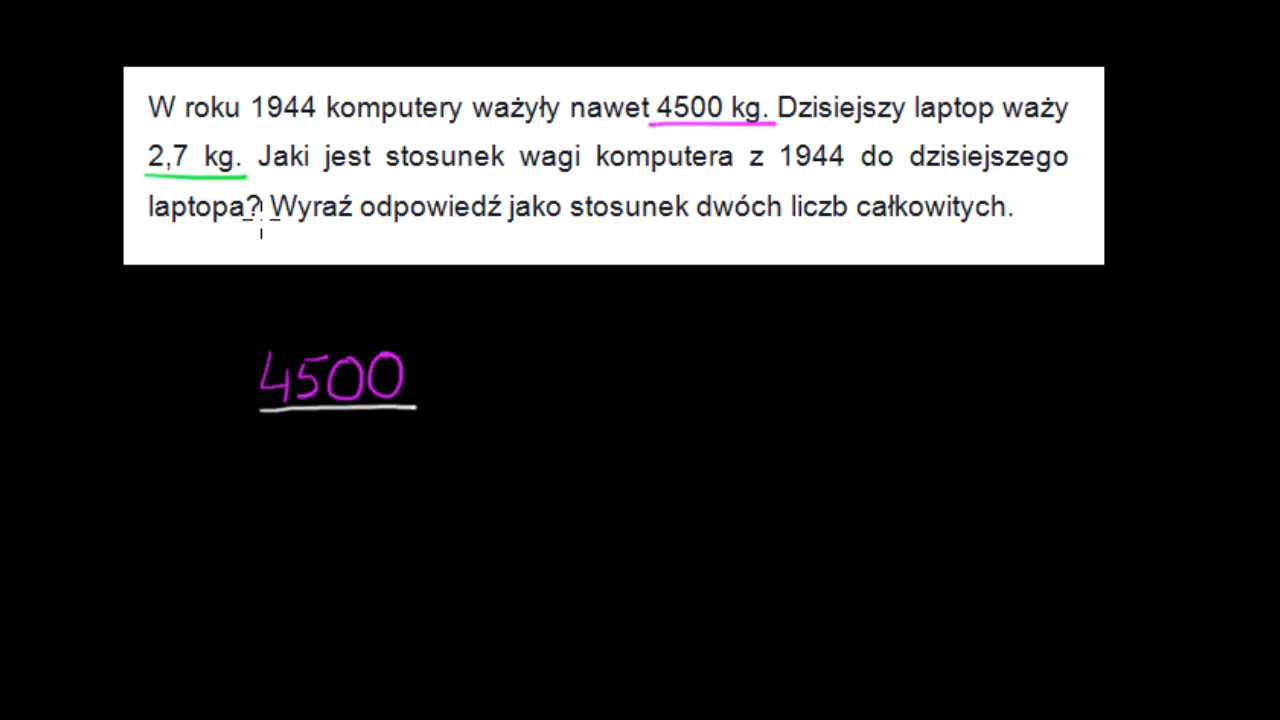 W roku 1944 komputery ważyły nawet 4500 kg. Dzisiejszy laptop waży
2,7 kg. Jaki jest stosunek wagi komputera z 1944 do dzisiejszego
laptopa? Wyraź odpowiedź jako stosunek dwóch liczb całkowitych.
4500